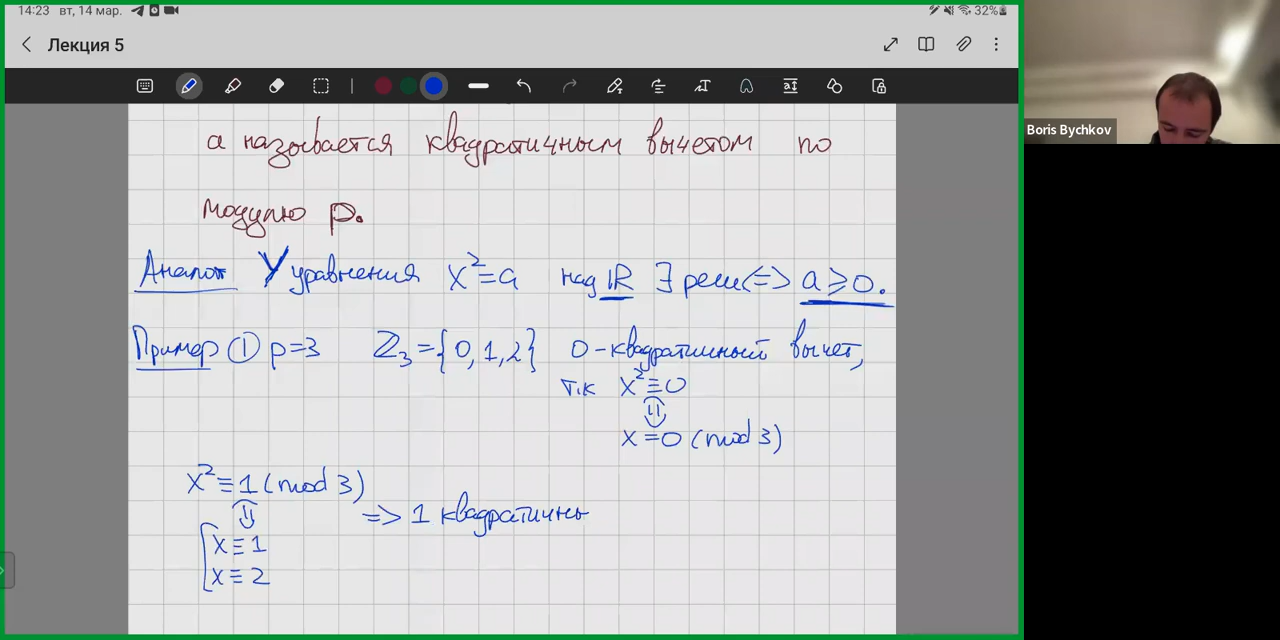 14:23 вт, 14 мар.
32%
Лекция 5
Boris Bychkov
а называется квадратичным вычетом по
модулю p.
Аналог У уравнения x²=a над ℝ ∃ реш <=> a ⩾ 0.
Пример ① p=3 ℤ₃={0,1,2} 0-квадратичный вычет,
т.к x²≡0
⇕
x≡0 (mod 3)
x²≡1 (mod 3)
⇕
=> 1 квадратичны
[ x≡1
x≡2